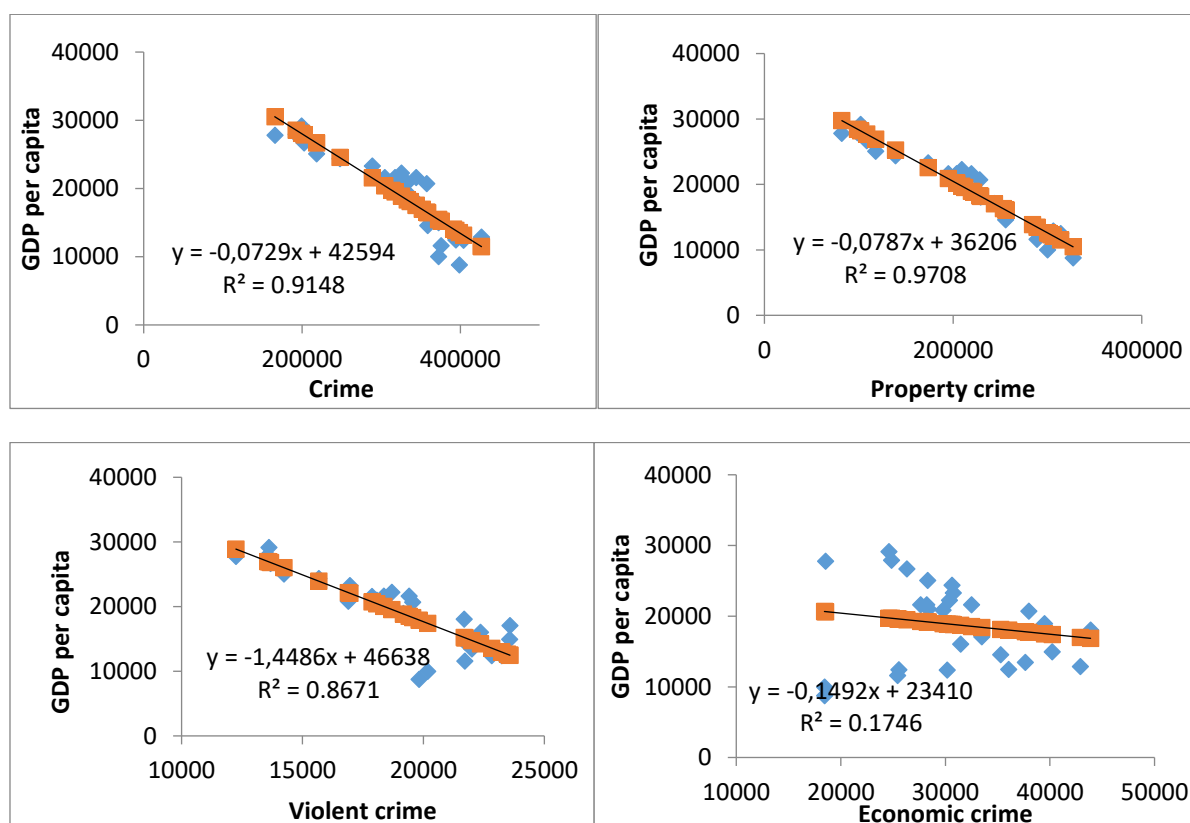 40000
30000
20000
10000
0
GDP per capita
y = -0,0729x + 42594
R² = 0.9148
0 200000 400000
Crime
40000
30000
20000
10000
0
GDP per capita
y = -0,0787x + 36206
R² = 0.9708
0 200000 400000
Property crime
40000
30000
20000
10000
0
GDP per capita
y = -1,4486x + 46638
R² = 0.8671
10000 15000 20000 25000
Violent crime
40000
30000
20000
10000
0
GDP per capita
y = -0,1492x + 23410
R² = 0.1746
10000 20000 30000 40000 50000
Economic crime